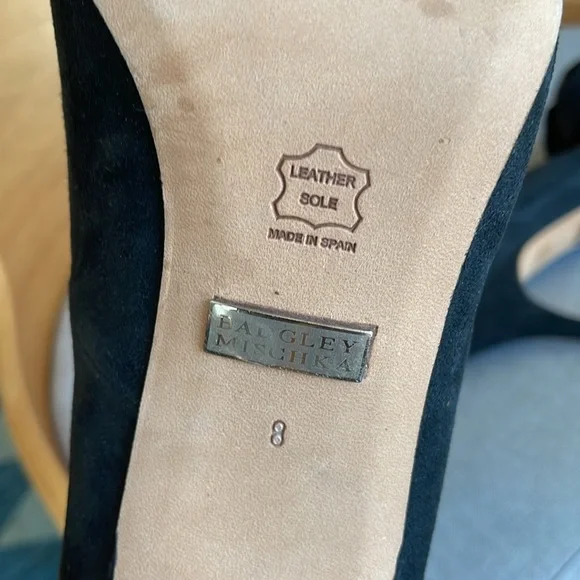 LEATHER
SOLE
MADE IN SPAIN
BADGLEY
MISCHKA
8